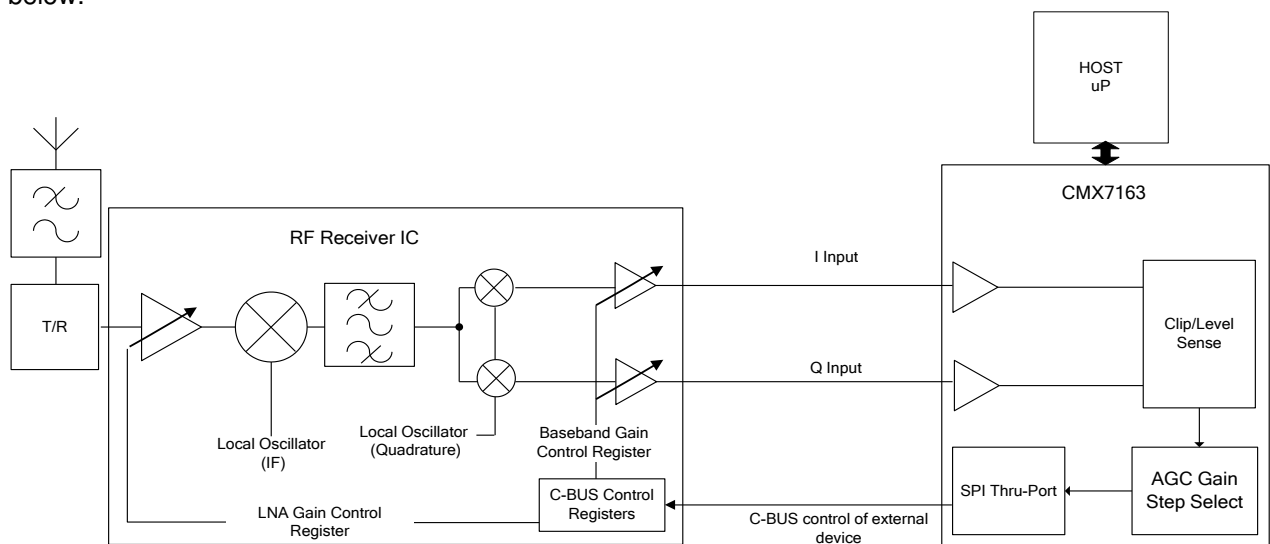 below.
HOST
uP
CMX7163
RF Receiver IC
I Input
T/R
Clip/Level
Sense
Q Input
Local Oscillator
(IF)
Local Oscillator
(Quadrature)
Baseband Gain
Control Register
SPI Thru-Port
AGC Gain
Step Select
C-BUS Control
Registers
LNA Gain Control
Register
C-BUS control of external
device